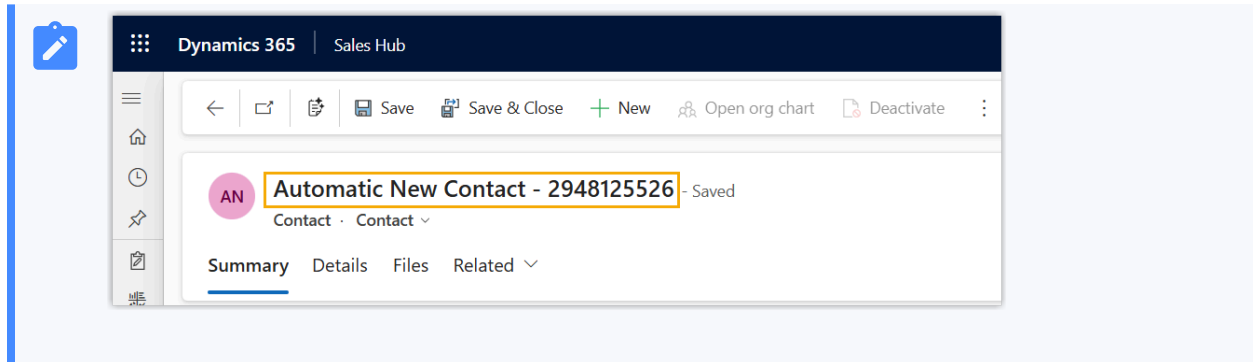 Dynamics 365 Sales Hub
Save Save & Close New Open org chart Deactivate
AN
Automatic New Contact - 2948125526 - Saved
Contact · Contact
Summary Details Files Related